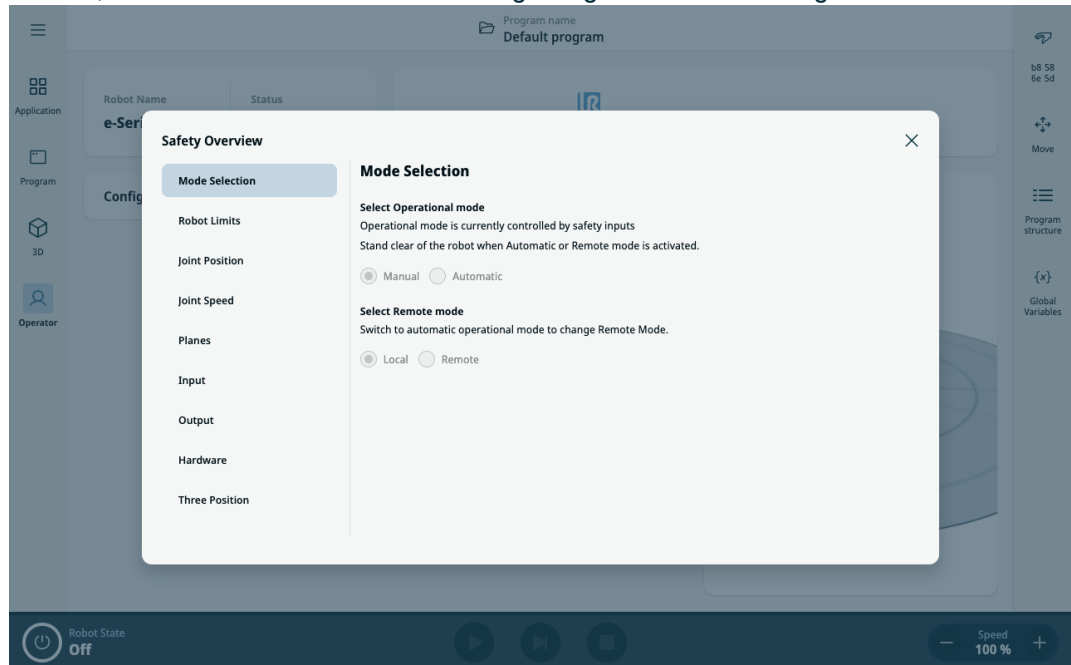 Program name
Default program
b8 58
6e 5d
Application
Robot Name
Status
e-Seri
Move
Safety Overview
Mode Selection
Mode Selection
Program
Config
Select Operational mode
Operational mode is currently controlled by safety inputs
Stand clear of the robot when Automatic or Remote mode is activated.
Robot Limits
Program
structure
Joint Position
3D
Manual
Automatic
{x}
Global
Variables
Joint Speed
Select Remote mode
Switch to automatic operational mode to change Remote Mode.
Operator
Planes
Local
Remote
Input
Output
Hardware
Three Position
Robot State
Off
Speed
100 %